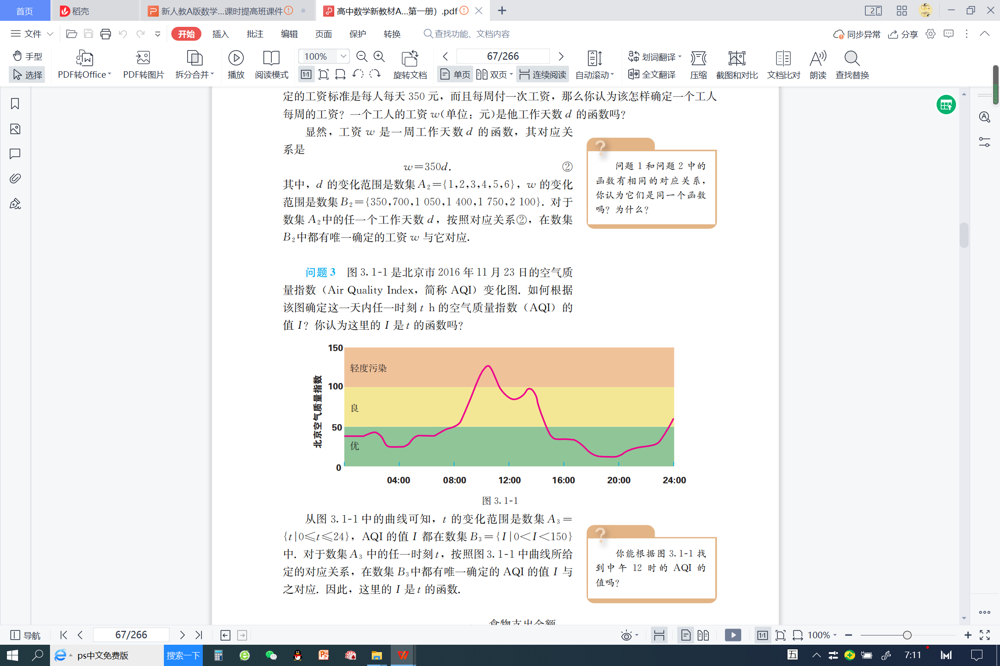 首页
稻壳
新人教A版数学...课时提高班课件
高中数学新教材A...第一册）.pdf
文件
开始
插入
批注
编辑
页面
保护
转换
查找功能、文档内容
同步异常
分享
手型
选择
PDF转Office
PDF转图片
拆分合并
播放
阅读模式
100%
旋转文档
67/266
单页
双页
连续阅读
自动滚动
划词翻译
全文翻译
压缩
截图和对比
文档比对
朗读
查找替换
定的工资标准是每人每天 350 元，而且每周付一次工资，那么你认为该怎样确定一个工人
每周的工资？一个工人的工资 w(单位：元)是他工作天数 d 的函数吗？
显然，工资 w 是一周工作天数 d 的函数，其对应关
系是
w=350d. ②
其中，d 的变化范围是数集 A₂={1,2,3,4,5,6}，w 的变化
范围是数集 B₂={350,700,1 050,1 400,1 750,2 100}. 对于
数集 A₂中的任一个工作天数 d，按照对应关系②，在数集
B₂中都有唯一确定的工资 w 与它对应.
问题 1 和问题 2 中的
函数有相同的对应关系，
你认为它们是同一个函数
吗？为什么？
问题 3 图 3.1-1 是北京市 2016 年 11 月 23 日的空气质
量指数（Air Quality Index，简称 AQI）变化图. 如何根据
该图确定这一天内任一时刻 t h 的空气质量指数（AQI）的
值 I？你认为这里的 I 是 t 的函数吗？
北京空气质量指数
150
100
50
0
轻度污染
良
优
04:00 08:00 12:00 16:00 20:00 24:00
图 3.1-1
从图 3.1-1 中的曲线可知，t 的变化范围是数集 A₃=
{t|0≤t≤24}，AQI 的值 I 都在数集 B₃={I|0<I<150}
中. 对于数集 A₃ 中的任一时刻 t，按照图 3.1-1 中曲线所给
定的对应关系，在数集 B₃中都有唯一确定的 AQI 的值 I 与
之对应. 因此，这里的 I 是 t 的函数.
你能根据图 3.1-1 找
到中午 12 时的 AQI 的
值吗？
导航
67/266
100%
ps中文免费版
搜索一下
五
7:11